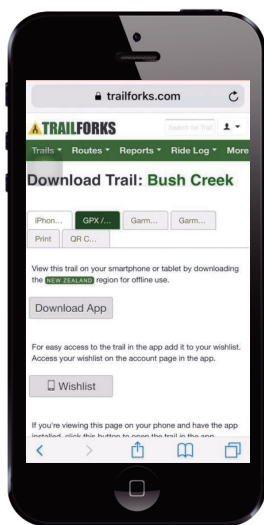 trailforks.com
TRAILFORKS
Search for Trail
Trails Routes Reports Ride Log More
Download Trail: Bush Creek
iPhon... GPX /... Garm... Garm...
Print QR C...
View this trail on your smartphone or tablet by downloading
the NEW ZEALAND region for offline use.
Download App
For easy access to the trail in the app add it to your wishlist.
Access your wishlist on the account page in the app.
Wishlist
If you're viewing this page on your phone and have the app
installed, click this button to open the trail in the app